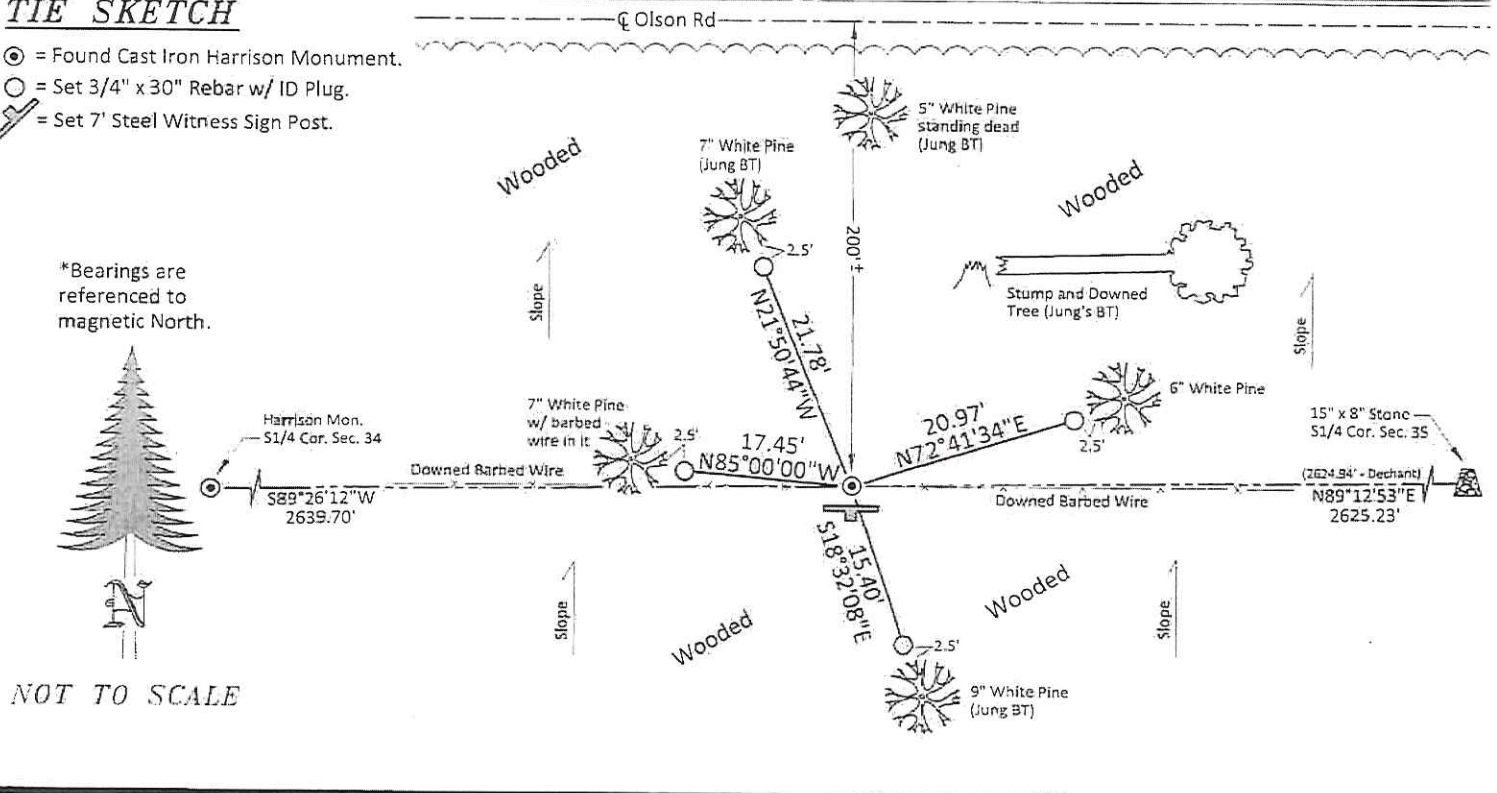 TIE SKETCH
= Found Cast Iron Harrison Monument.
= Set 3/4" x 30" Rebar w/ ID Plug.
= Set 7' Steel Witness Sign Post.
℄ Olson Rd
5" White Pine
standing dead
(Jung BT)
7" White Pine
(Jung BT)
Wooded
Wooded
2.5'
200'±
*Bearings are
referenced to
magnetic North.
Slope
21.78'
N21°50'44"W
Stump and Downed
Tree (Jung's BT)
Slope
6" White Pine
20.97'
N72°41'34"E
2.5'
7" White Pine
w/ barbed
wire in it
2.5'
17.45'
N85°00'00"W
Harrison Mon.
S1/4 Cor. Sec. 34
15" x 8" Stone
S1/4 Cor. Sec. 35
Downed Barbed Wire
S89°26'12"W
2639.70'
Downed Barbed Wire
(2624.94' - Dechant)
N89°12'53"E
2625.23'
15.40'
S18°32'08"E
Slope
Wooded
Wooded
Slope
2.5'
9" White Pine
(Jung BT)
N
NOT TO SCALE